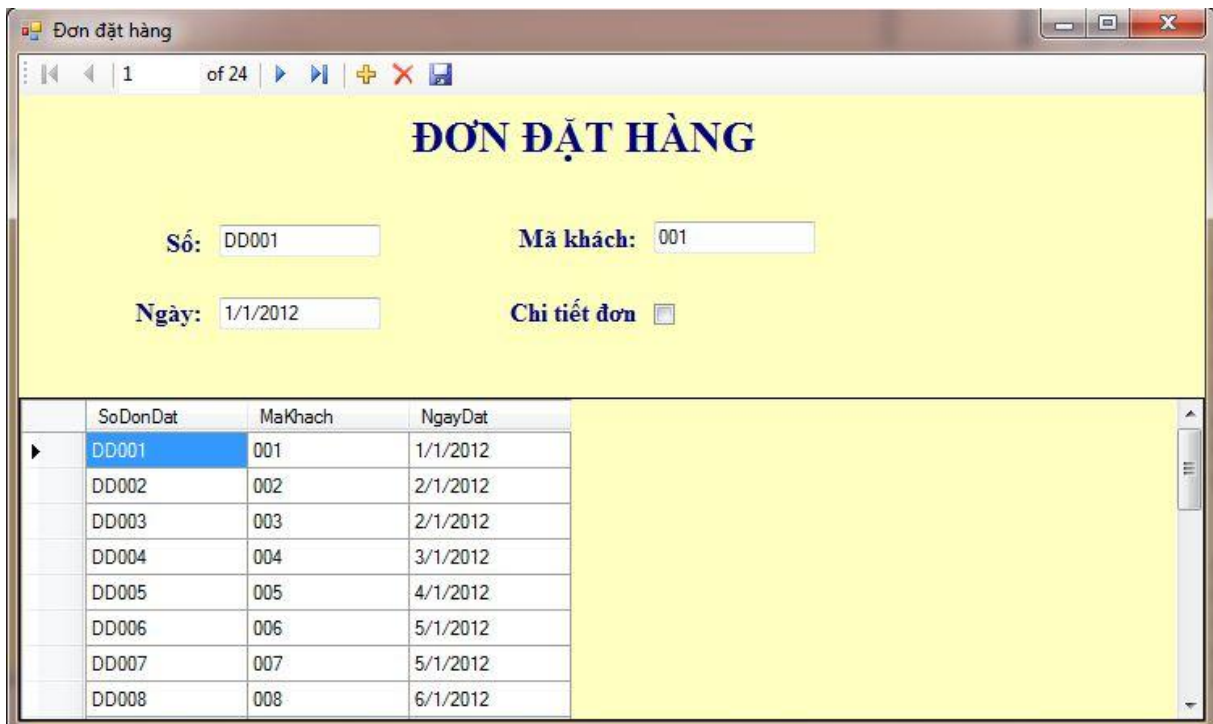 Đơn đặt hàng
1 of 24
ĐƠN ĐẶT HÀNG
Số: DD001 Mã khách: 001
Ngày: 1/1/2012 Chi tiết đơn
SoDonDat MaKhach NgayDat
DD001 001 1/1/2012
DD002 002 2/1/2012
DD003 003 2/1/2012
DD004 004 3/1/2012
DD005 005 4/1/2012
DD006 006 5/1/2012
DD007 007 5/1/2012
DD008 008 6/1/2012